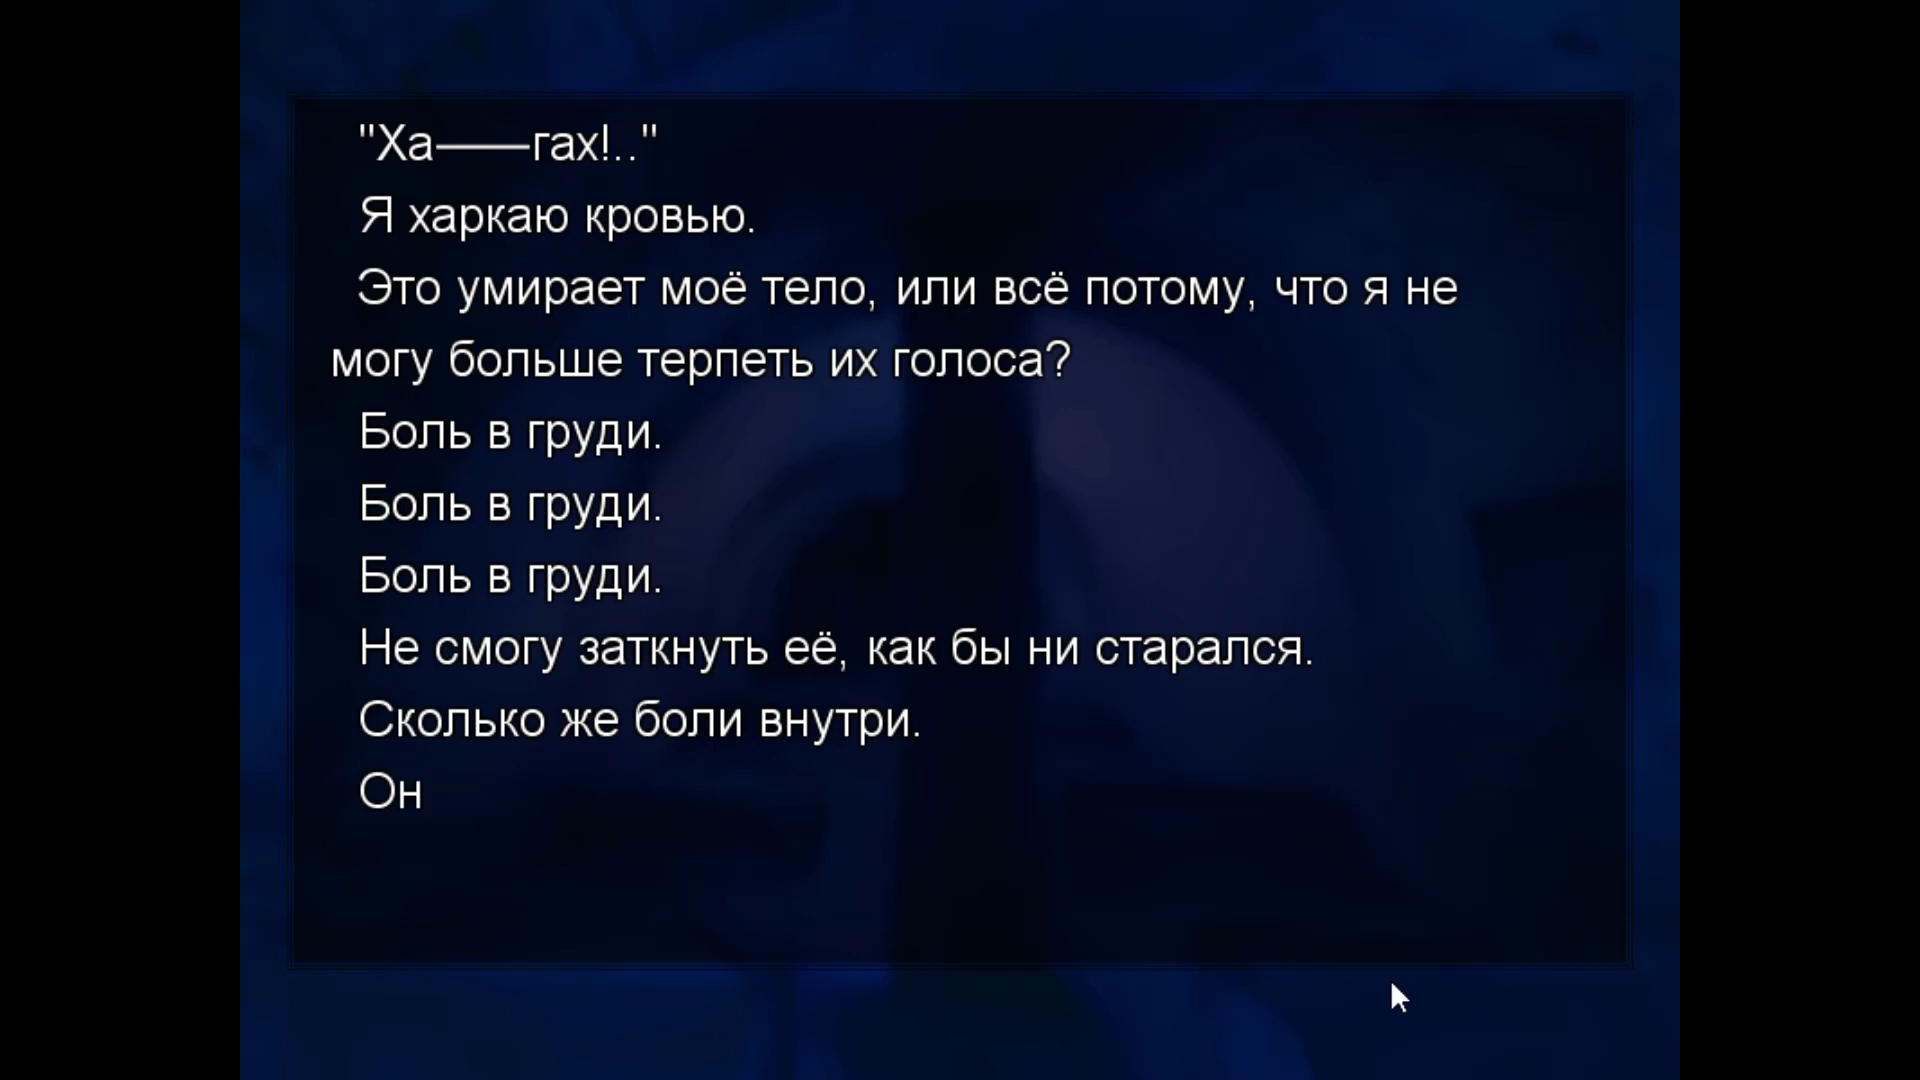 "Ха——гах!.."
Я харкаю кровью.
Это умирает моё тело, или всё потому, что я не
могу больше терпеть их голоса?
Боль в груди.
Боль в груди.
Боль в груди.
Не смогу заткнуть её, как бы ни старался.
Сколько же боли внутри.
Он